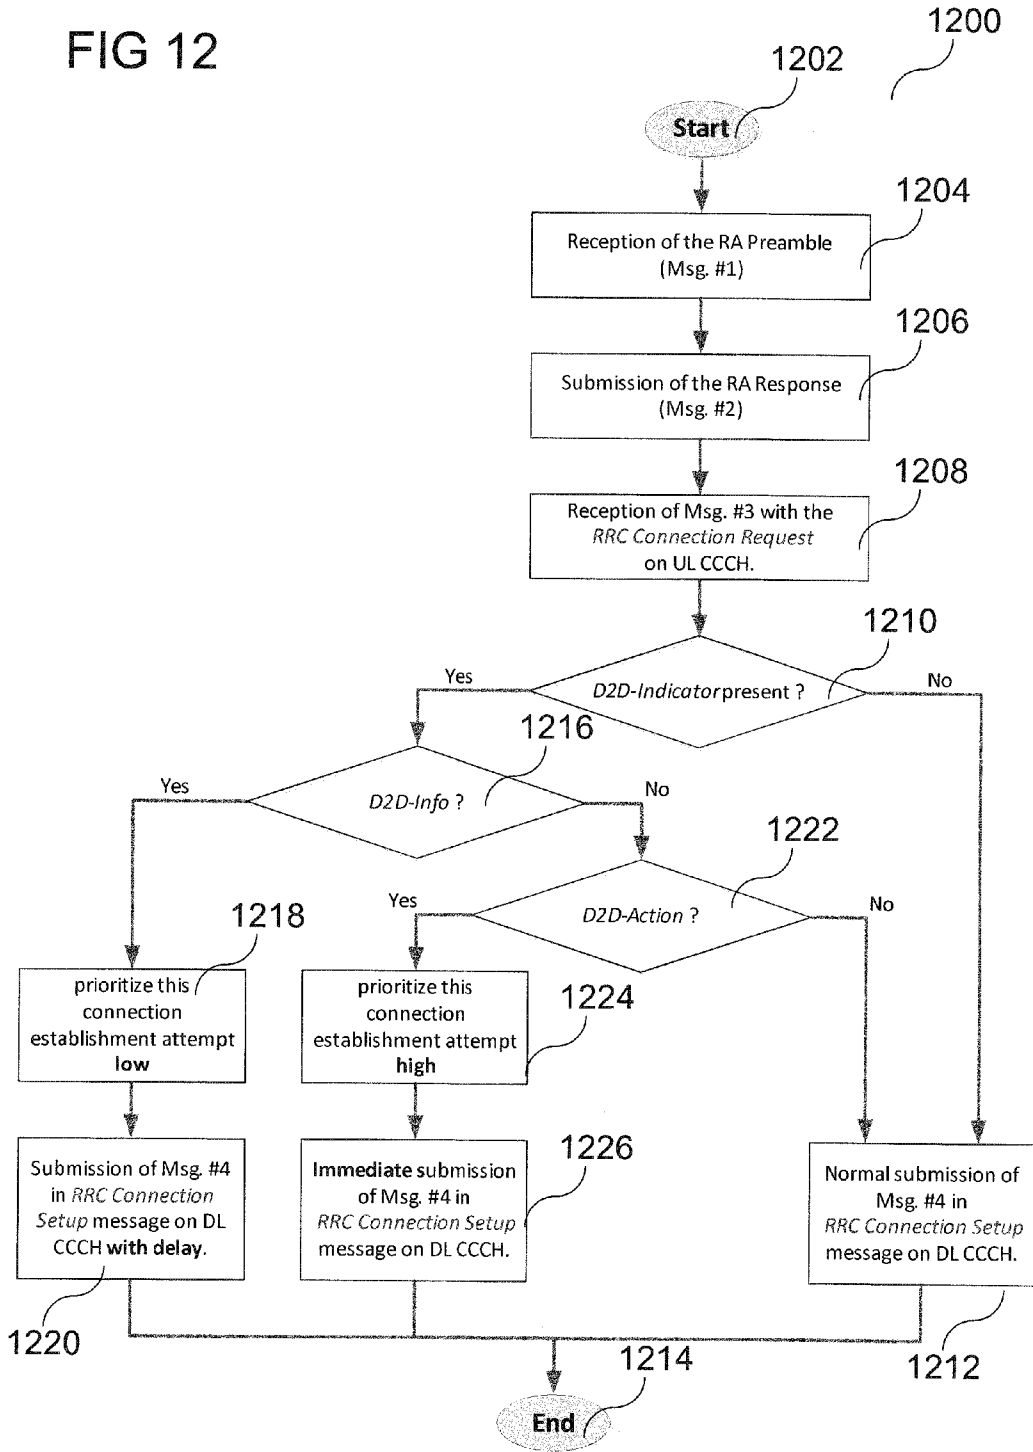 FIG 12
1200
1202
Start
1204
Reception of the RA Preamble
(Msg. #1)
1206
Submission of the RA Response
(Msg. #2)
1208
Reception of Msg. #3 with the
RRC Connection Request
on UL CCCH.
1210
D2D-Indicator present ?
Yes
No
1216
D2D-Info ?
Yes
No
1222
D2D-Action ?
Yes
No
1218
prioritize this
connection
establishment attempt
low
1224
prioritize this
connection
establishment attempt
high
1220
Submission of Msg. #4
in RRC Connection
Setup message on DL
CCCH with delay.
1226
Immediate submission
of Msg. #4 in
RRC Connection Setup
message on DL CCCH.
Normal submission of
Msg. #4 in
RRC Connection Setup
message on DL CCCH.
1212
1214
End